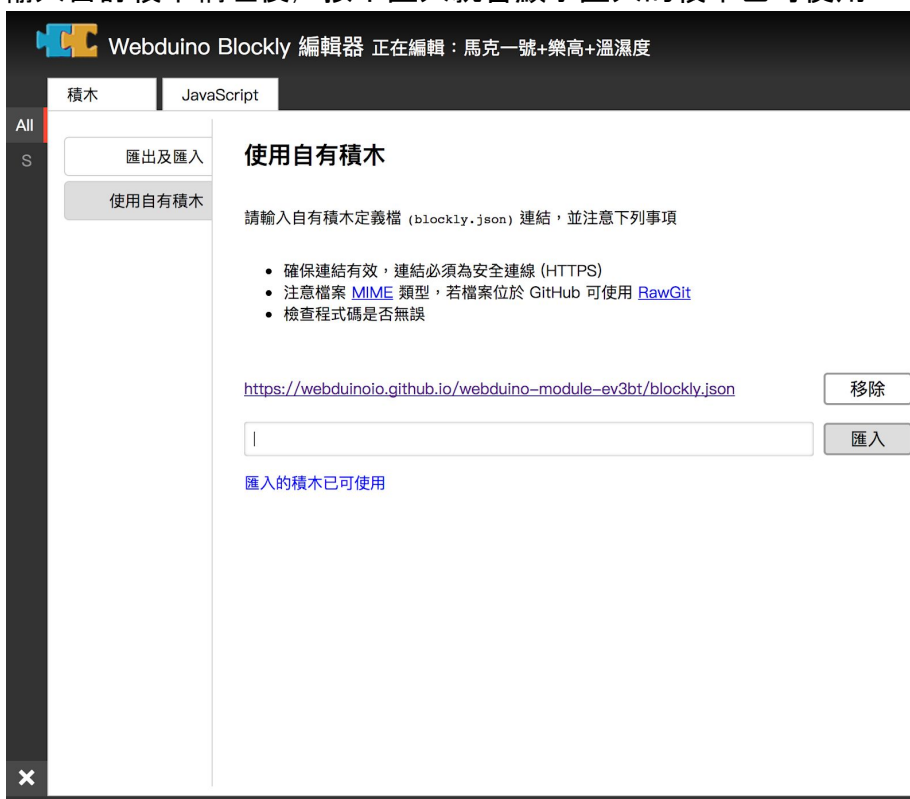 Webduino Blockly 編輯器 正在編輯：馬克一號+樂高+溫濕度
積木 JavaScript
All
S
匯出及匯入
使用自有積木
使用自有積木
請輸入自有積木定義檔 (blockly.json) 連結，並注意下列事項
確保連結有效，連結必須為安全連線 (HTTPS)
注意檔案 MIME 類型，若檔案位於 GitHub 可使用 RawGit
檢查程式碼是否無誤
https://webduinoio.github.io/webduino-module-ev3bt/blockly.json 移除
匯入
匯入的積木已可使用